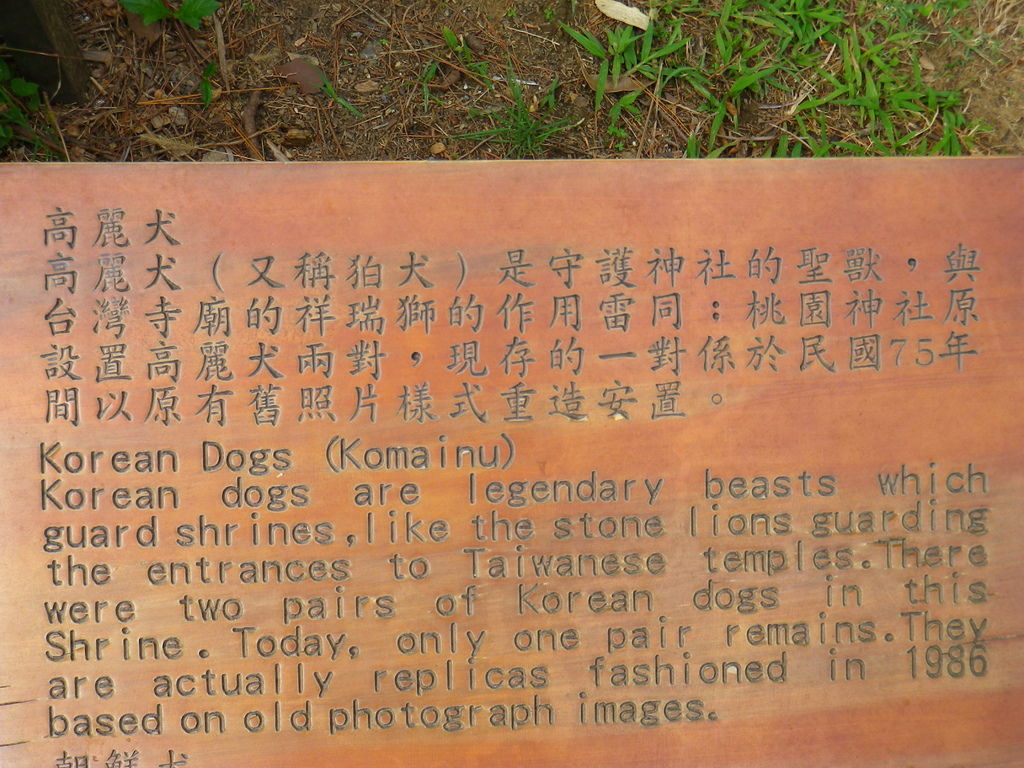 高麗犬
高麗犬(又稱狛犬)是守護神社的聖獸，與
台灣寺廟的祥瑞獅的作用雷同：桃園神社原
設置高麗犬兩對，現存的一對係於民國75年
間以原有舊照片樣式重造安置。
Korean Dogs (Komainu)
Korean dogs are legendary beasts which
guard shrines,like the stone lions guarding
the entrances to Taiwanese temples.There
were two pairs of Korean dogs in this
Shrine. Today, only one pair remains.They
are actually replicas fashioned in 1986
based on old photograph images.
朝鮮犬